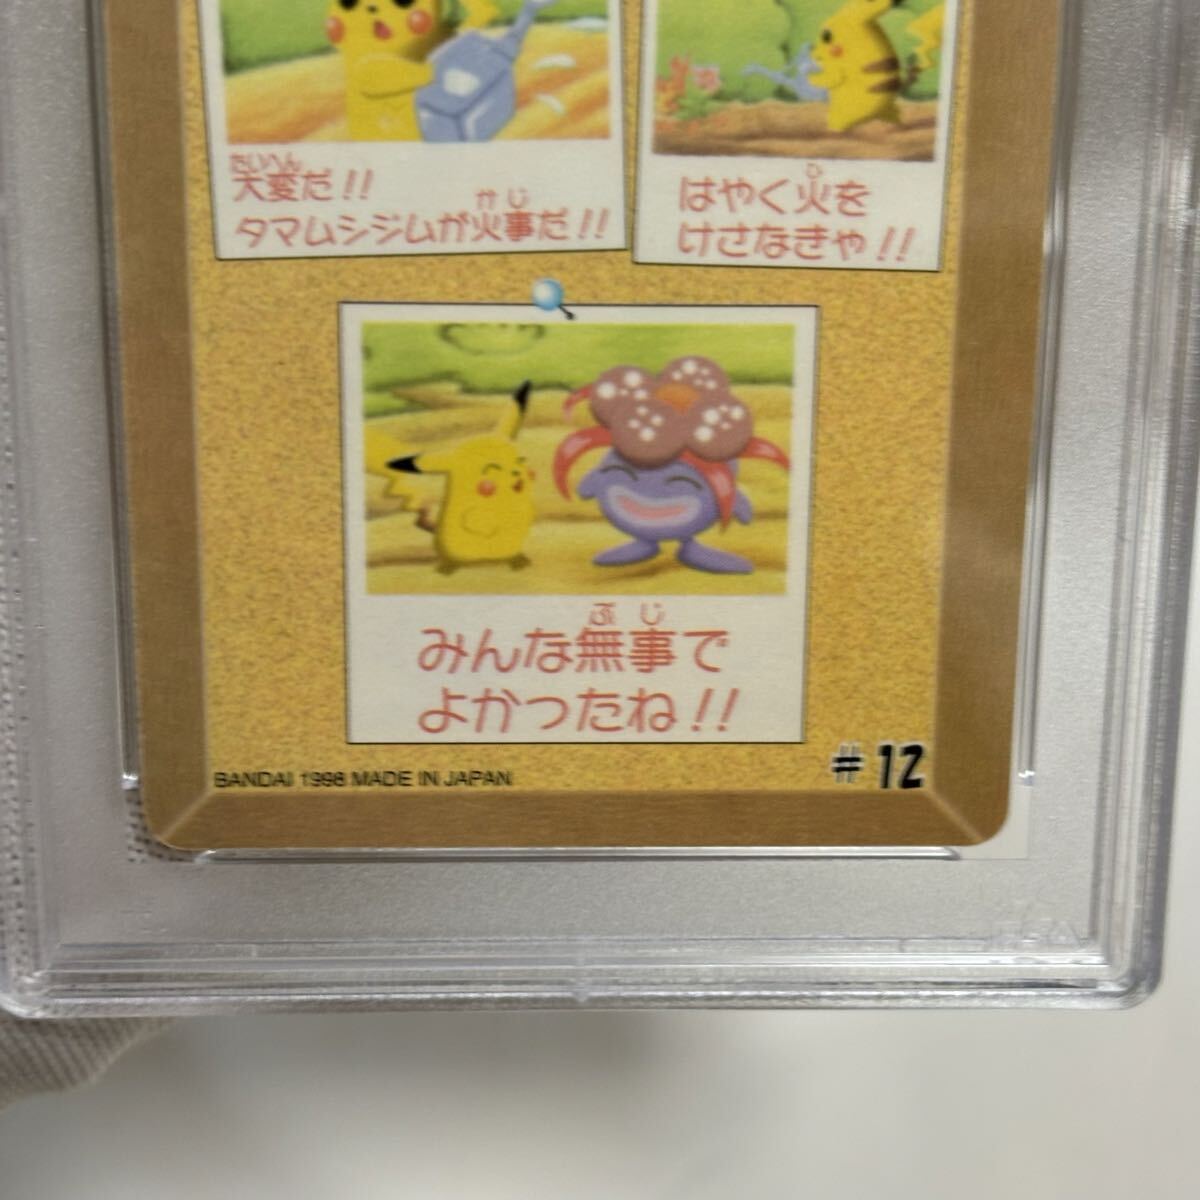 たいへん
大変だ!!
かじ
タマムシジムが火事だ!!
ひ
はやく火を
けさなきゃ!!
ぶじ
みんな無事で
よかったね!!
BANDAI 1998 MADE IN JAPAN
#12